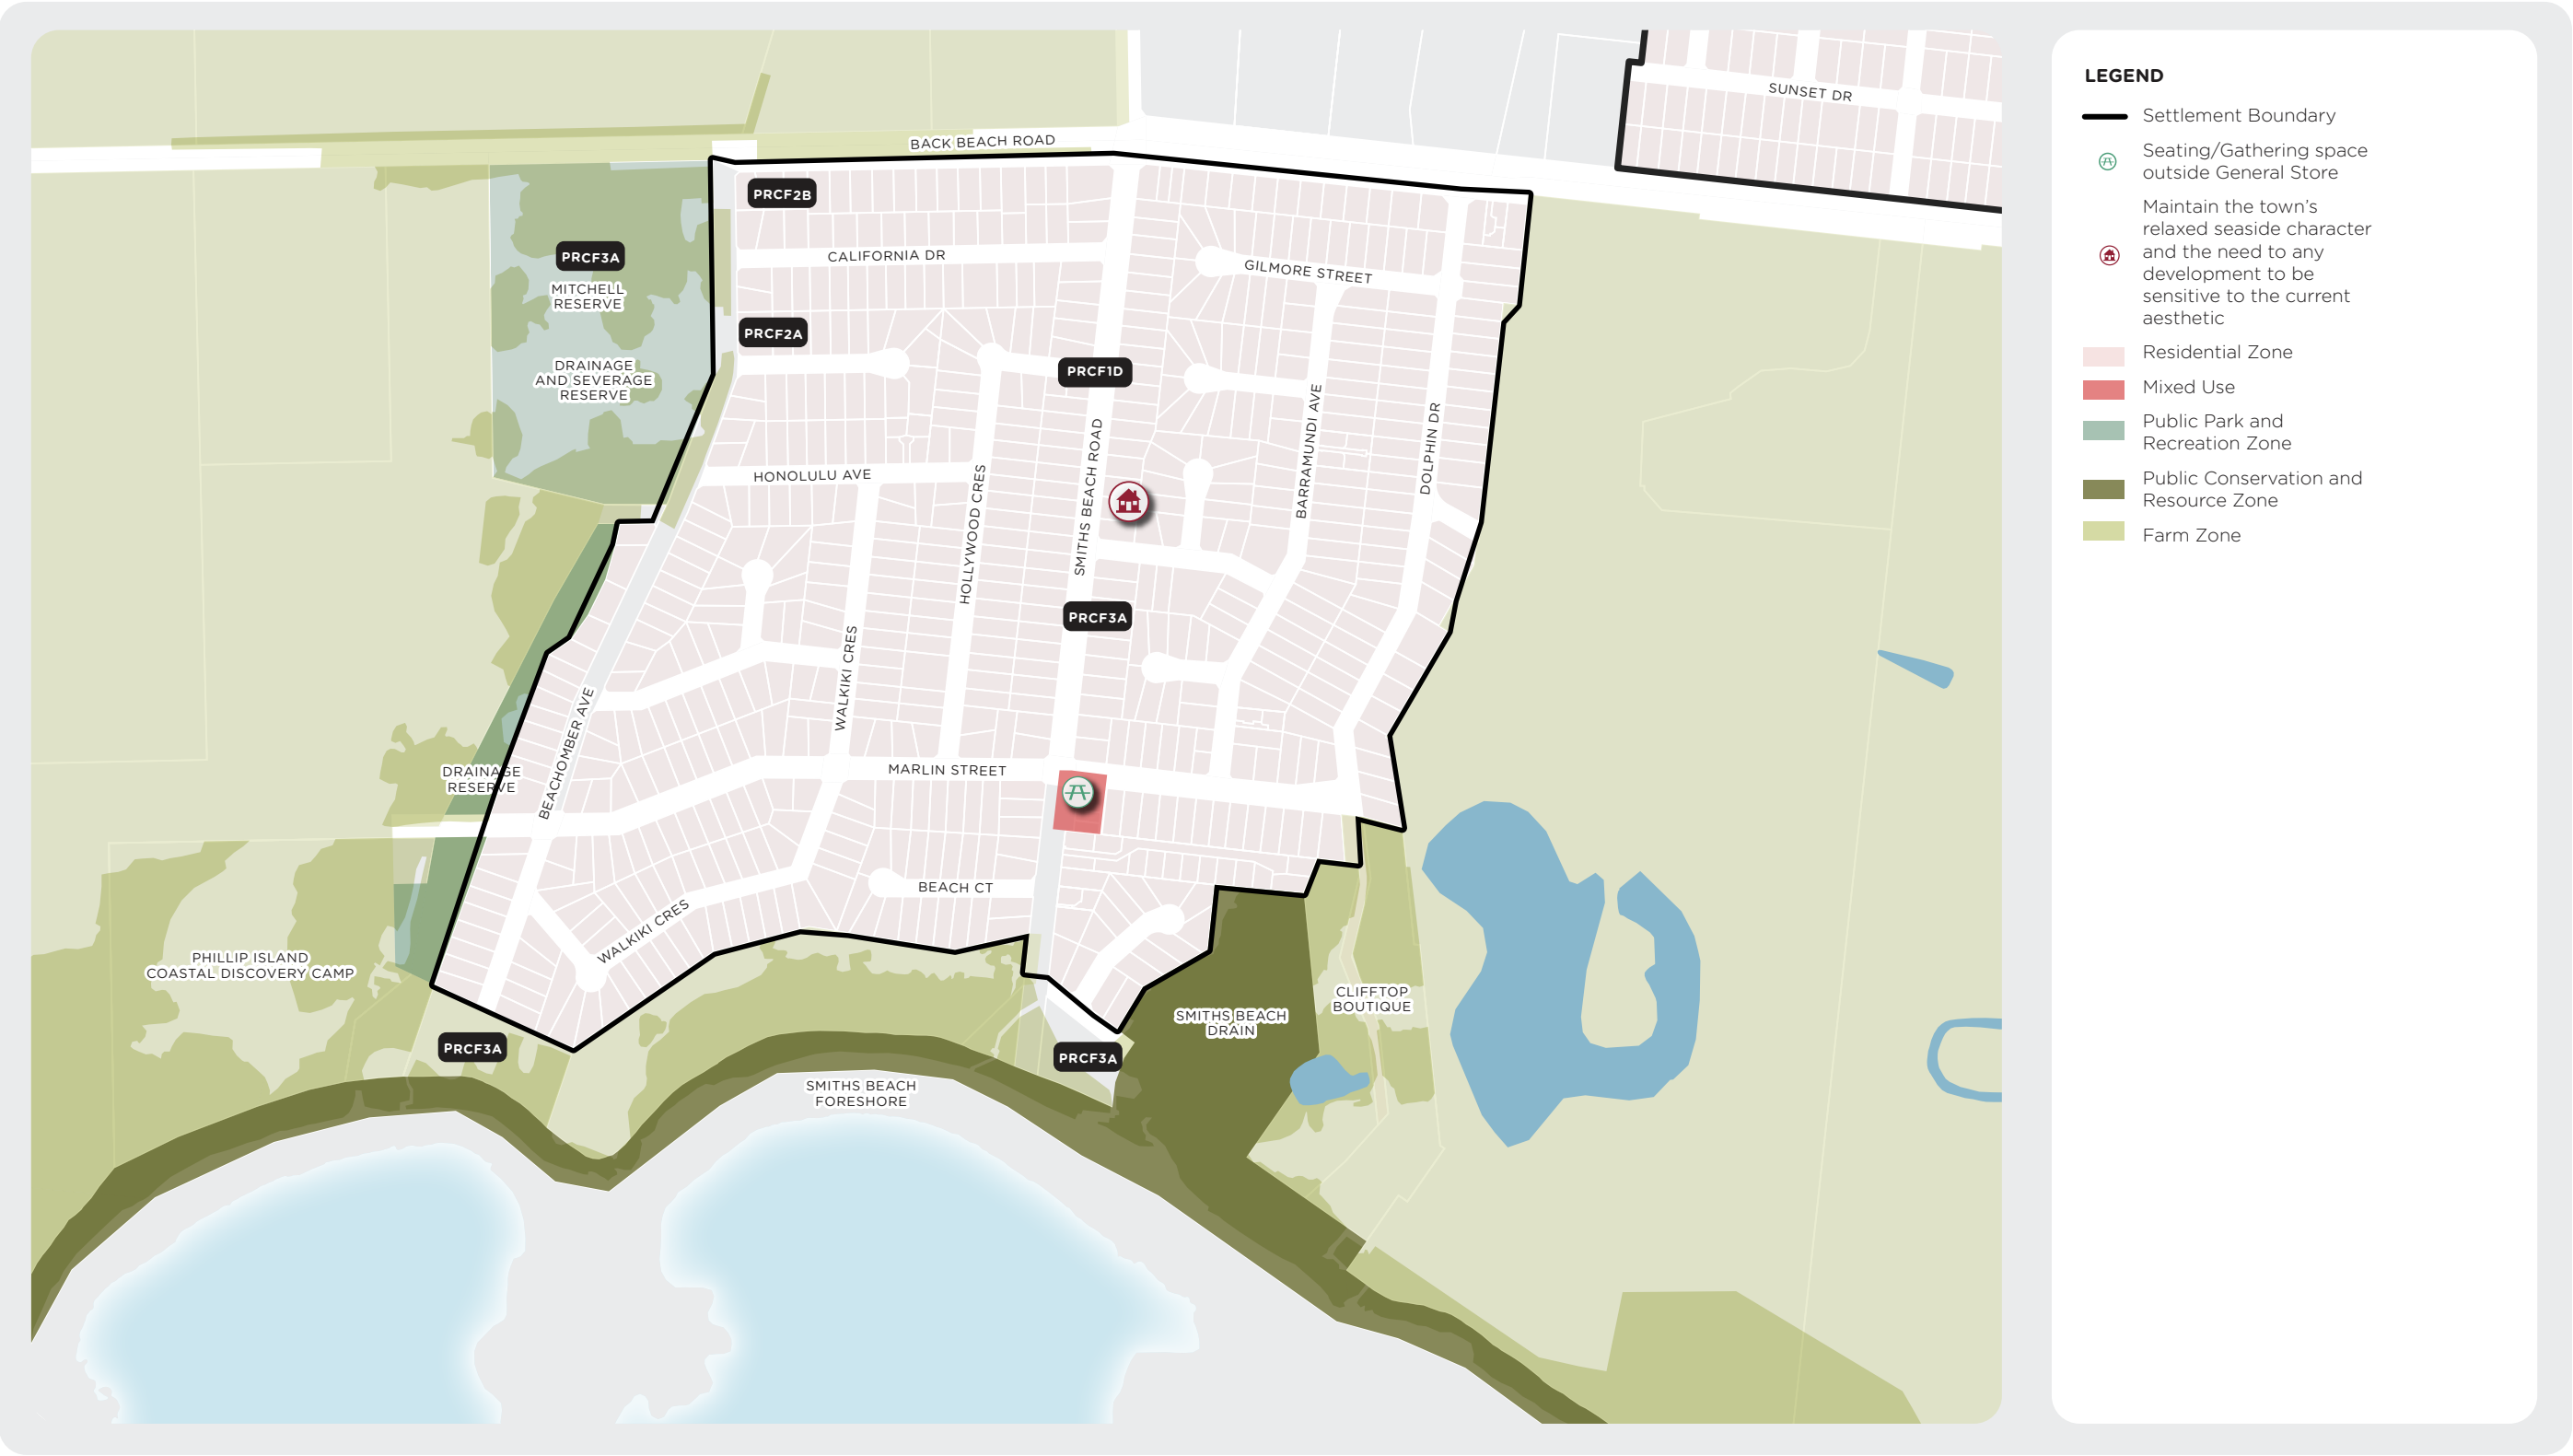 SUNSET DR
BACK BEACH ROAD
PRCF2B
PRCF3A
MITCHELL
RESERVE
CALIFORNIA DR
GILMORE STREET
PRCF2A
DRAINAGE
AND SEVERAGE
RESERVE
PRCF1D
HONOLULU AVE
HOLLYWOOD CRES
SMITHS BEACH ROAD
BARRAMUNDI AVE
DOLPHIN DR
PRCF3A
WALKIKI CRES
BEACHOMBER AVE
DRAINAGE
RESERVE
MARLIN STREET
BEACH CT
WALKIKI CRES
PHILLIP ISLAND
COASTAL DISCOVERY CAMP
CLIFFTOP
BOUTIQUE
SMITHS BEACH
DRAIN
PRCF3A
PRCF3A
SMITHS BEACH
FORESHORE
LEGEND
Settlement Boundary
Seating/Gathering space
outside General Store
Maintain the town's
relaxed seaside character
and the need to any
development to be
sensitive to the current
aesthetic
Residential Zone
Mixed Use
Public Park and
Recreation Zone
Public Conservation and
Resource Zone
Farm Zone